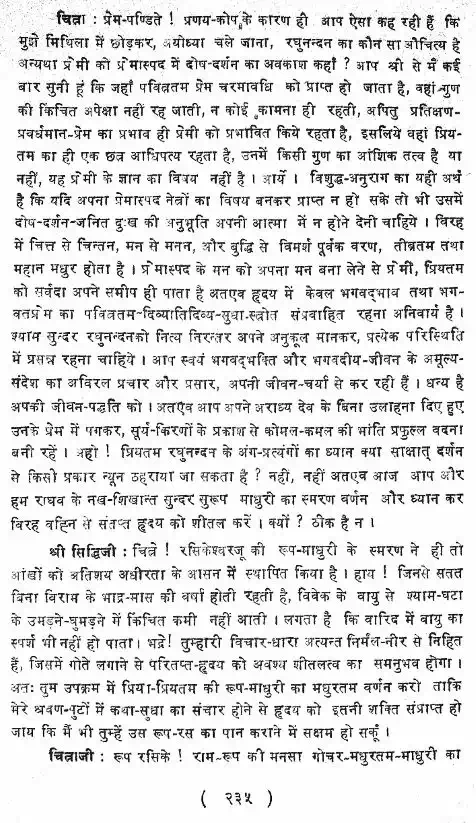 चित्रा : प्रेम-पण्डिते ! प्रणय-कोप के कारण ही आप ऐसा कह रही हैं कि
मुझे मिथिला में छोड़कर, अयोध्या चले जाना, रघुनन्दन का कौन सा औचित्य है
अन्यथा प्रेमी को प्रेमास्पद में दोष-दर्शन का अवकाश कहाँ ? आप श्री से मैं कई
बार सुनी हूं कि जहाँ पवित्रतम प्रेम चरमावधि को प्राप्त हो जाता है, वहां-गुण
की किंचित अपेक्षा नहीं रह जाती, न कोई कामना ही रहती, अपितु प्रतिक्षण-
प्रवर्धमान-प्रेम का प्रभाव ही प्रेमी को प्रभावित किये रहता है, इसलिये वहां प्रिय-
तम का ही एक छत्र आधिपत्य रहता है, उनमें किसी गुण का आंशिक तत्व है या
नहीं, यह प्रेमी के ज्ञान का विषय नहीं है । आर्ये । विशुद्ध-अनुराग का यही अर्थ
है कि यदि अपना प्रेमास्पद नेत्रों का विषय बनकर प्राप्त न हो सके तो भी उसमें
दोष-दर्शन-जनित दुःख की अनुभूति अपनी आत्मा में न होने देनी चाहिये । विरह
में चित्त से चिन्तन, मन से मनन, और बुद्धि से विमर्श पूर्वक वरण, तीव्रतम तथा
महान मधुर होता है । प्रेमास्पद के मन को अपना मन बना लेने से प्रेमी, प्रियतम
को सर्वदा अपने समीप ही पाता है अतएव हृदय में केवल भगवद्भाव तथा भग-
वतप्रेम का पवित्रतम-दिव्यातिदिव्य-सुधा-स्त्रोत संप्रवाहित रहना अनिवार्य है ।
श्याम सुन्दर रघुनन्दनको नित्य निरन्तर अपने अनुकूल मानकर, प्रत्येक परिस्थिति
में प्रसन्न रहना चाहिये । आप स्वयं भगवद्भक्ति और भगवदीय-जीवन के अमूल्य-
संदेश का अविरल प्रचार और प्रसार, अपनी जीवन-चर्या से कर रही हैं । धन्य है
अपकी जीवन-पद्धती को । अतएव आप अपने अराध्य देव के बिना उलाहना दिए हुए
उनके प्रेम में पगकर, सूर्य-किरणों के प्रकाश से कोमल-कमल की भांति प्रफुल्ल वदना
बनी रहें । अहो ! प्रियतम रघुनन्दन के अंग-प्रत्यंगों का ध्यान क्या साक्षात् दर्शन
से किसी प्रकार न्यून ठहराया जा सकता है ? नहीं, नहीं अतएव आज आप और
हम राघव के नख-शिखान्त सुन्दर सुरूप माधुरी का स्मरण वर्णन और ध्यान कर
विरह वह्नि से संतप्त हृदय को शीतल करें । क्यों ? ठीक है न ।
श्री सिद्धिजी : चित्रे ! रसिकेश्वरजू की रूप-माधुरी के स्मरण ने ही तो
आंखों को अतिशय अधीरता के आसन में स्थापित किया है । हाय ! जिनसे सतत
बिना विराम के भाद्र-मास की वर्षा होती रहती है, विवेक के वायु से श्याम-घटा
के उमड़ने-घुमड़ने में किंचित कमी नहीं आती । लगता है कि वारिद में वायु का
स्पर्श भी नहीं हो पाता । भद्रे! तुम्हारी विचार-धारा अत्यन्त निर्मल-नीर से निहित
हैं, जिसमें गोते लगाने से परितप्त-हृदय को अवश्य शीतलत्व का समनुभव होगा ।
अतः तुम उपक्रम में प्रिया-प्रियतम की रूप-माधुरी का मधुरतम वर्णन करो ताकि
मेरे श्रवण-पुटों में कथा-सुधा का संचार होने से हृदय को इतनी शक्ति संप्राप्त हो
जाय कि मैं भी तुम्हें उस रूप-रस का पान कराने में सक्षम हो सकूं ।
चित्राजी : रूप रसिके ! राम-रूप की मनसा गोचर-मधुरतम-माधुरी का
( २३५ )